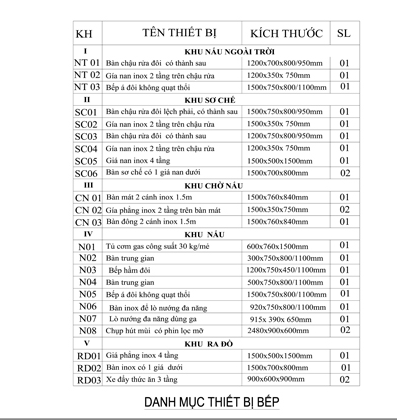 KH TÊN THIẾT BỊ KÍCH THƯỚC SL
I KHU NẤU NGOÀI TRỜI
NT 01 Bàn chậu rửa đôi có thành sau 1200x700x800/950mm 01
NT 02 Gía nan inox 2 tầng trên chậu rửa 1200x350x 750mm 01
NT 03 Bếp á đôi không quạt thổi 1500x750x800/1100mm 01
II KHU SƠ CHẾ
SC01 Bàn chậu rửa đôi lệch phải, có thành sau 1500x750x800/950mm 01
SC02 Gía nan inox 2 tầng trên chậu rửa 1500x350x 750mm 01
SC03 Bàn chậu rửa đôi có thành sau 1200x750x800/950mm 01
SC04 Gía nan inox 2 tầng trên chậu rửa 1200x350x 750mm 01
SC05 Giá nan inox 4 tầng 1500x500x1500mm 01
SC06 Bàn sơ chế có 1 giá nan dưới 1500x700x800mm 02
III KHU CHỜ NẤU
CN 01 Bàn mát 2 cánh inox 1.5m 1500x760x840mm 01
CN 02 Gía phẳng inox 2 tầng trên bàn mát 1500x350x750mm 02
CN 03 Bàn đông 2 cánh inox 1.5m 1500x760x840mm 01
IV KHU NẤU
N01 Tủ cơm gas công suất 30 kg/mẻ 600x760x1500mm 01
N02 Bàn trung gian 300x750x800/1100mm 01
N03 Bếp hầm đôi 1200x750x450/1100mm 01
N04 Bàn trung gian 500x750x800/1100mm 01
N05 Bếp á đôi không quạt thổi 1500x750x800/1100mm 01
N06 Bàn inox để lò nướng đa năng 920x750x800/1100mm 01
N07 Lò nướng đa năng dùng ga 915x 390x 650mm 01
N08 Chụp hút mùi có phin lọc mỡ 2480x900x600mm 02
V KHU RA ĐỒ
RD01 Giá phẳng inox 4 tầng 1500x500x1500mm 01
RD02 Bàn inox có 1 giá dưới 1500x700x800mm 01
RD03 Xe đẩy thức ăn 3 tầng 900x600x900mm 02
DANH MỤC THIẾT BỊ BẾP